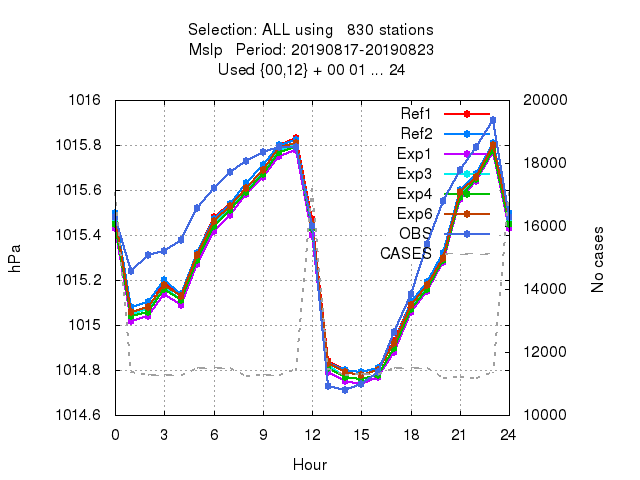 Selection: ALL using   830 stations
Mslp   Period: 20190817-20190823
Used {00,12} + 00 01 ... 24
1016
1015.8
1015.6
1015.4
1015.2
1015
1014.8
1014.6
hPa
20000
18000
16000
14000
12000
10000
No cases
Ref1
Ref2
Exp1
Exp3
Exp4
Exp6
OBS
CASES
0 3 6 9 12 15 18 21 24
Hour